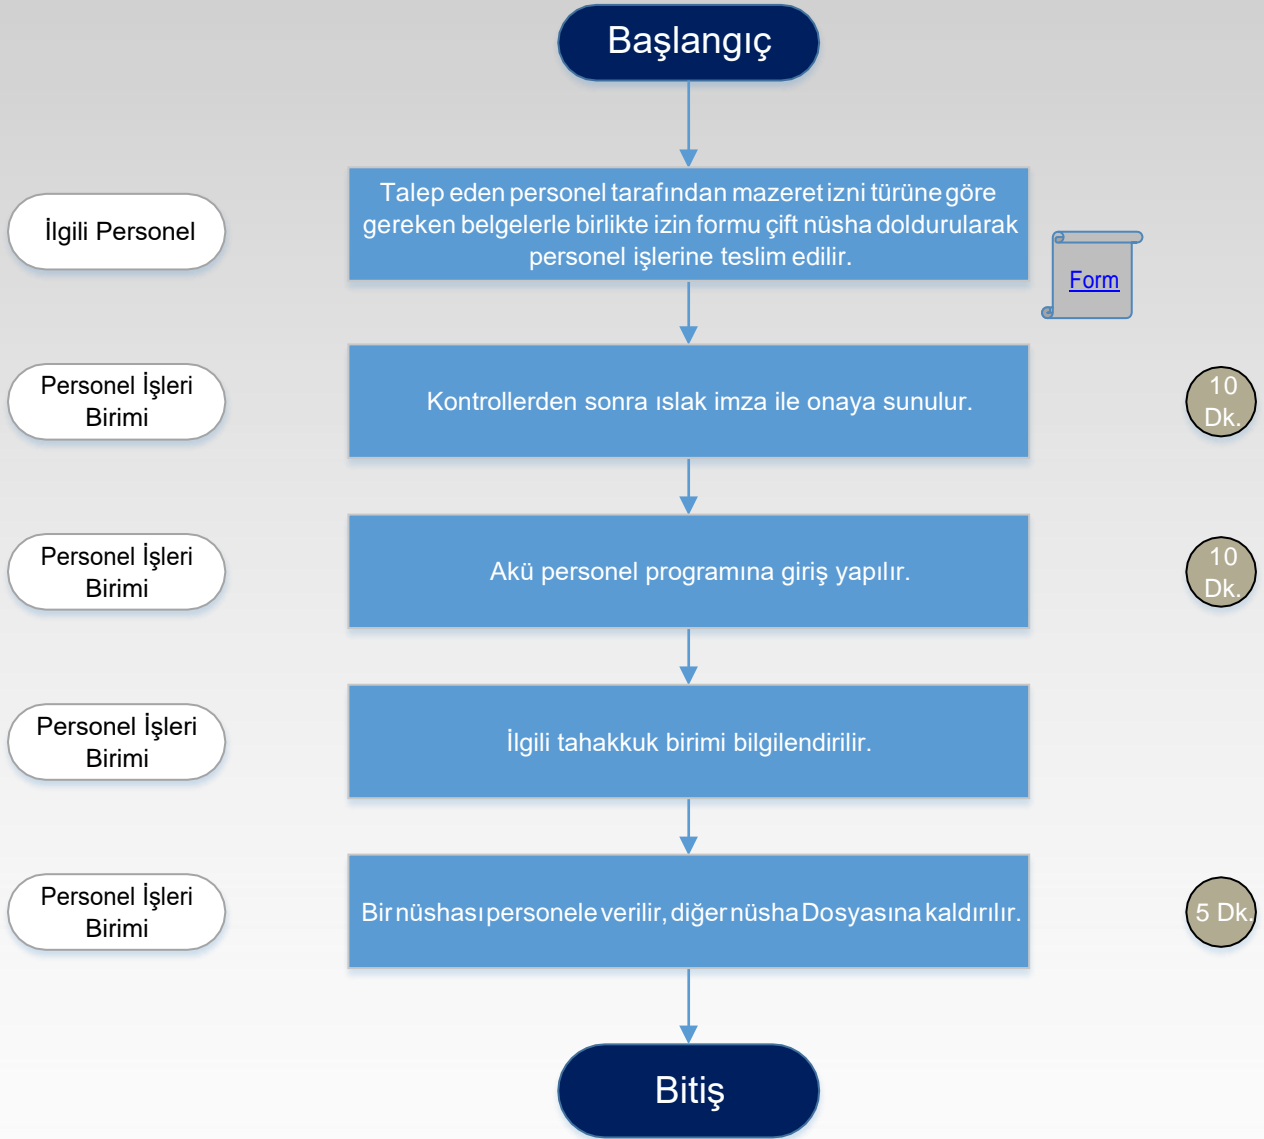 Başlangıç
İlgili Personel
Talep eden personel tarafından mazeret izni türüne göre
gereken belgelerle birlikte izin formu çift nüsha doldurularak
personel işlerine teslim edilir.
Form
Personel İşleri
Birimi
Kontrollerden sonra ıslak imza ile onaya sunulur.
10
Dk.
Personel İşleri
Birimi
Akü personel programına giriş yapılır.
10
Dk.
Personel İşleri
Birimi
İlgili tahakkuk birimi bilgilendirilir.
Personel İşleri
Birimi
Bir nüshası personele verilir, diğer nüsha Dosyasına kaldırılır.
5 Dk.
Bitiş